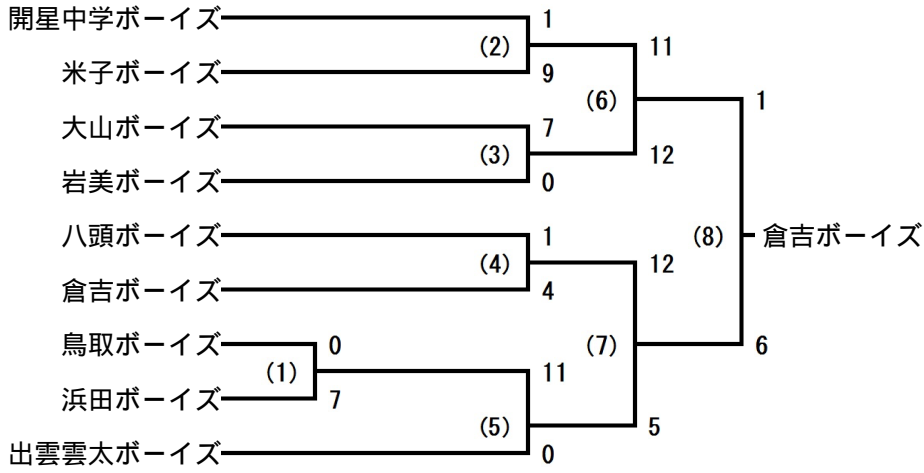 開星中学ボーイズ 1
(2) 11
米子ボーイズ 9
(6) 1
大山ボーイズ 7
(3) 12
岩美ボーイズ 0
八頭ボーイズ 1
(8) 倉吉ボーイズ
(4) 12
倉吉ボーイズ 4
鳥取ボーイズ 0
(7) 6
(1) 11
浜田ボーイズ 7
(5) 5
出雲雲太ボーイズ 0